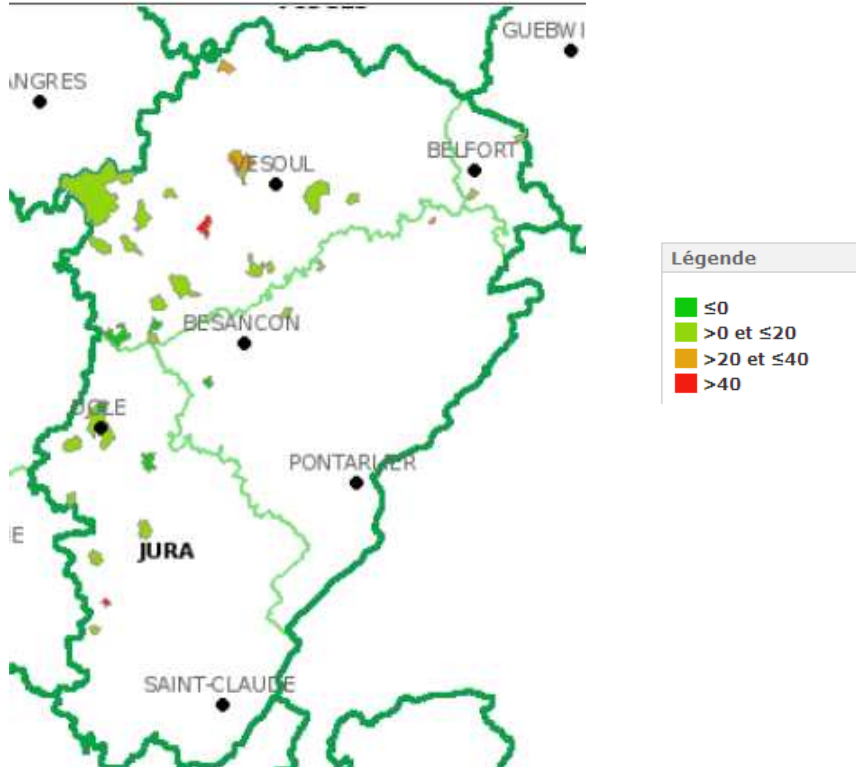 GUEBWI
ANGRES
BELFORT
VESOUL
Légende
≤0
>0 et ≤20
>20 et ≤40
>40
BESANCON
DOLE
PONTARLIER
E
JURA
SAINT-CLAUDE